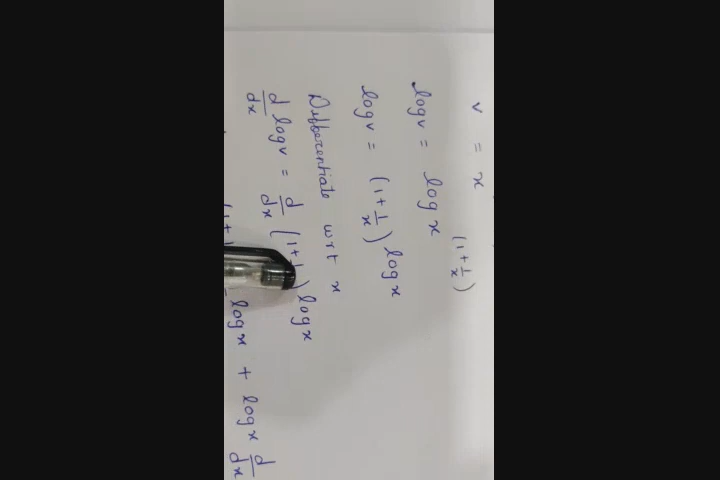 v = x
(1+1/x)
log v = log x
log v = (1+1/x) log x
Differentiate wrt x
d/dx log v = d/dx (1+1 ) log x
(1+1 log x + log x d/dx